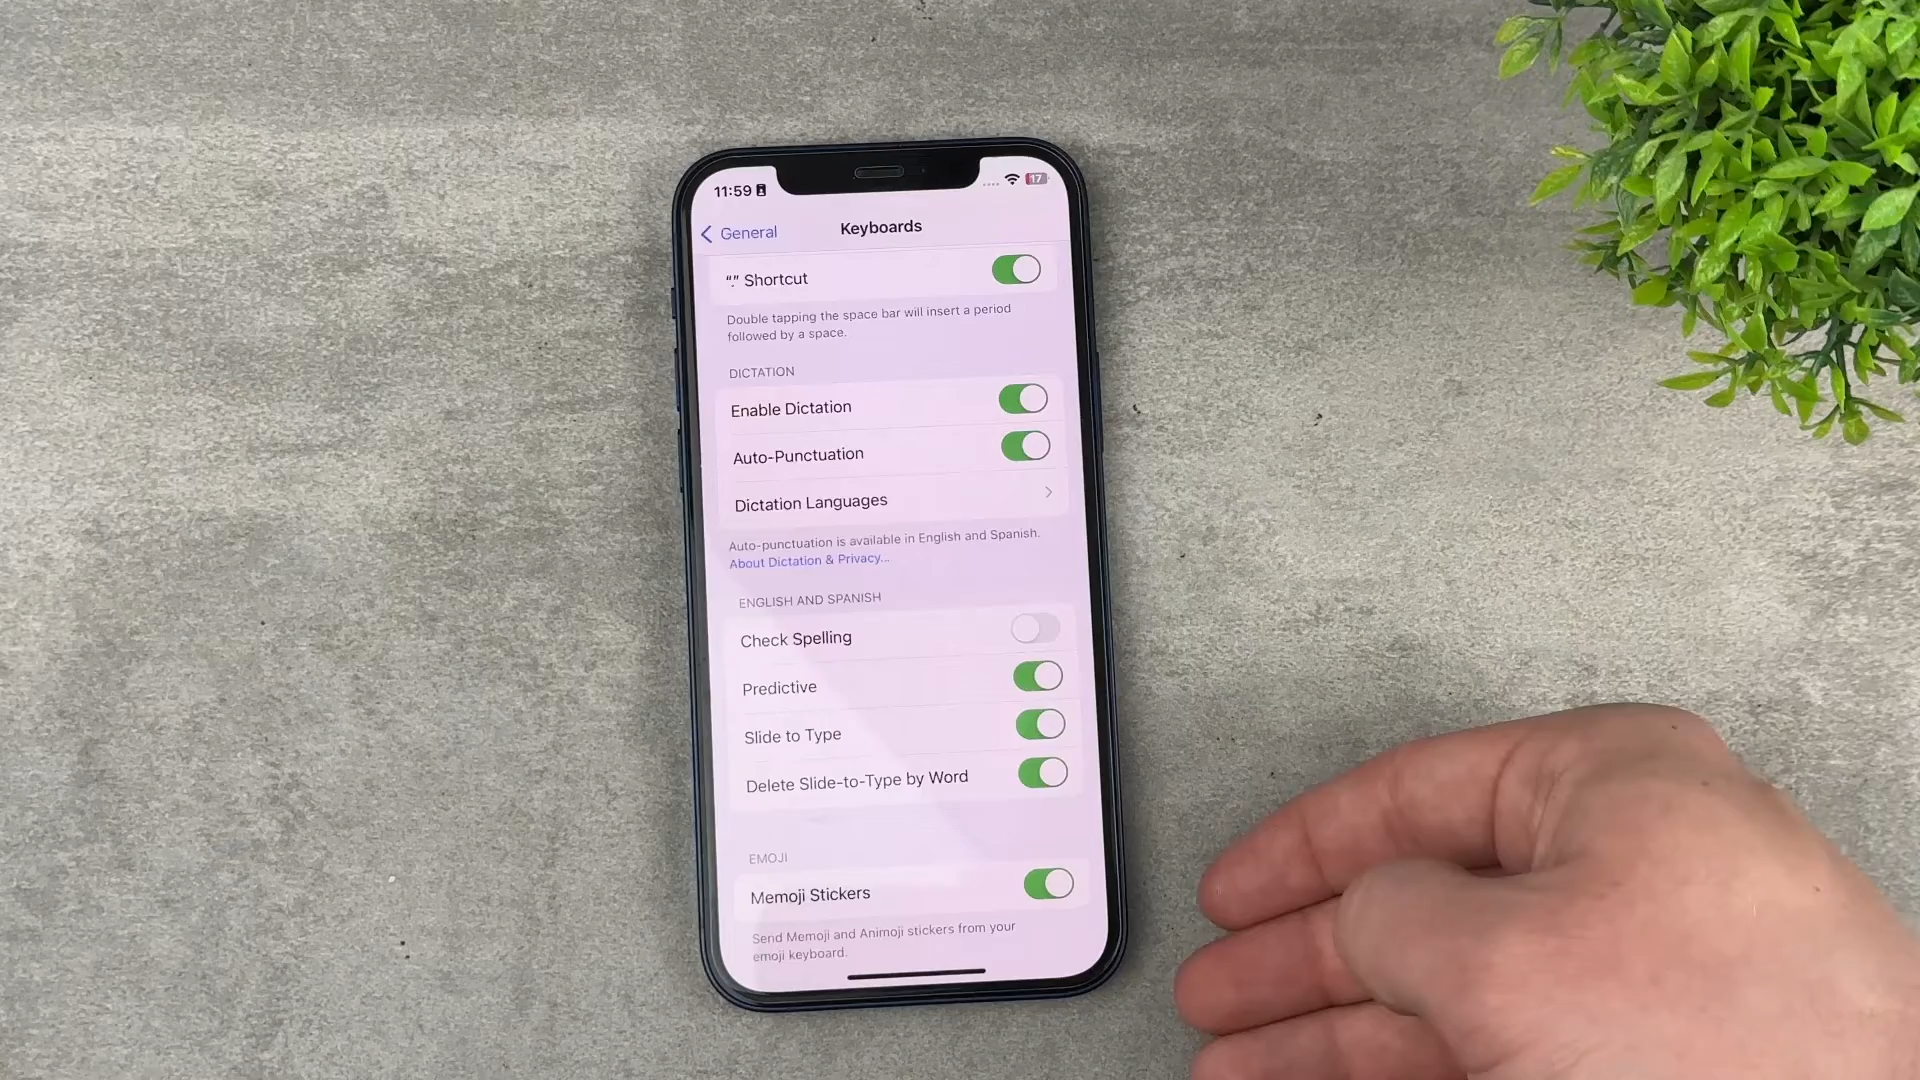 11:59
17
General
Keyboards
“.” Shortcut
Double tapping the space bar will insert a period
followed by a space.
DICTATION
Enable Dictation
Auto-Punctuation
Dictation Languages
Auto-punctuation is available in English and Spanish.
About Dictation & Privacy...
ENGLISH AND SPANISH
Check Spelling
Predictive
Slide to Type
Delete Slide-to-Type by Word
EMOJI
Memoji Stickers
Send Memoji and Animoji stickers from your
emoji keyboard.